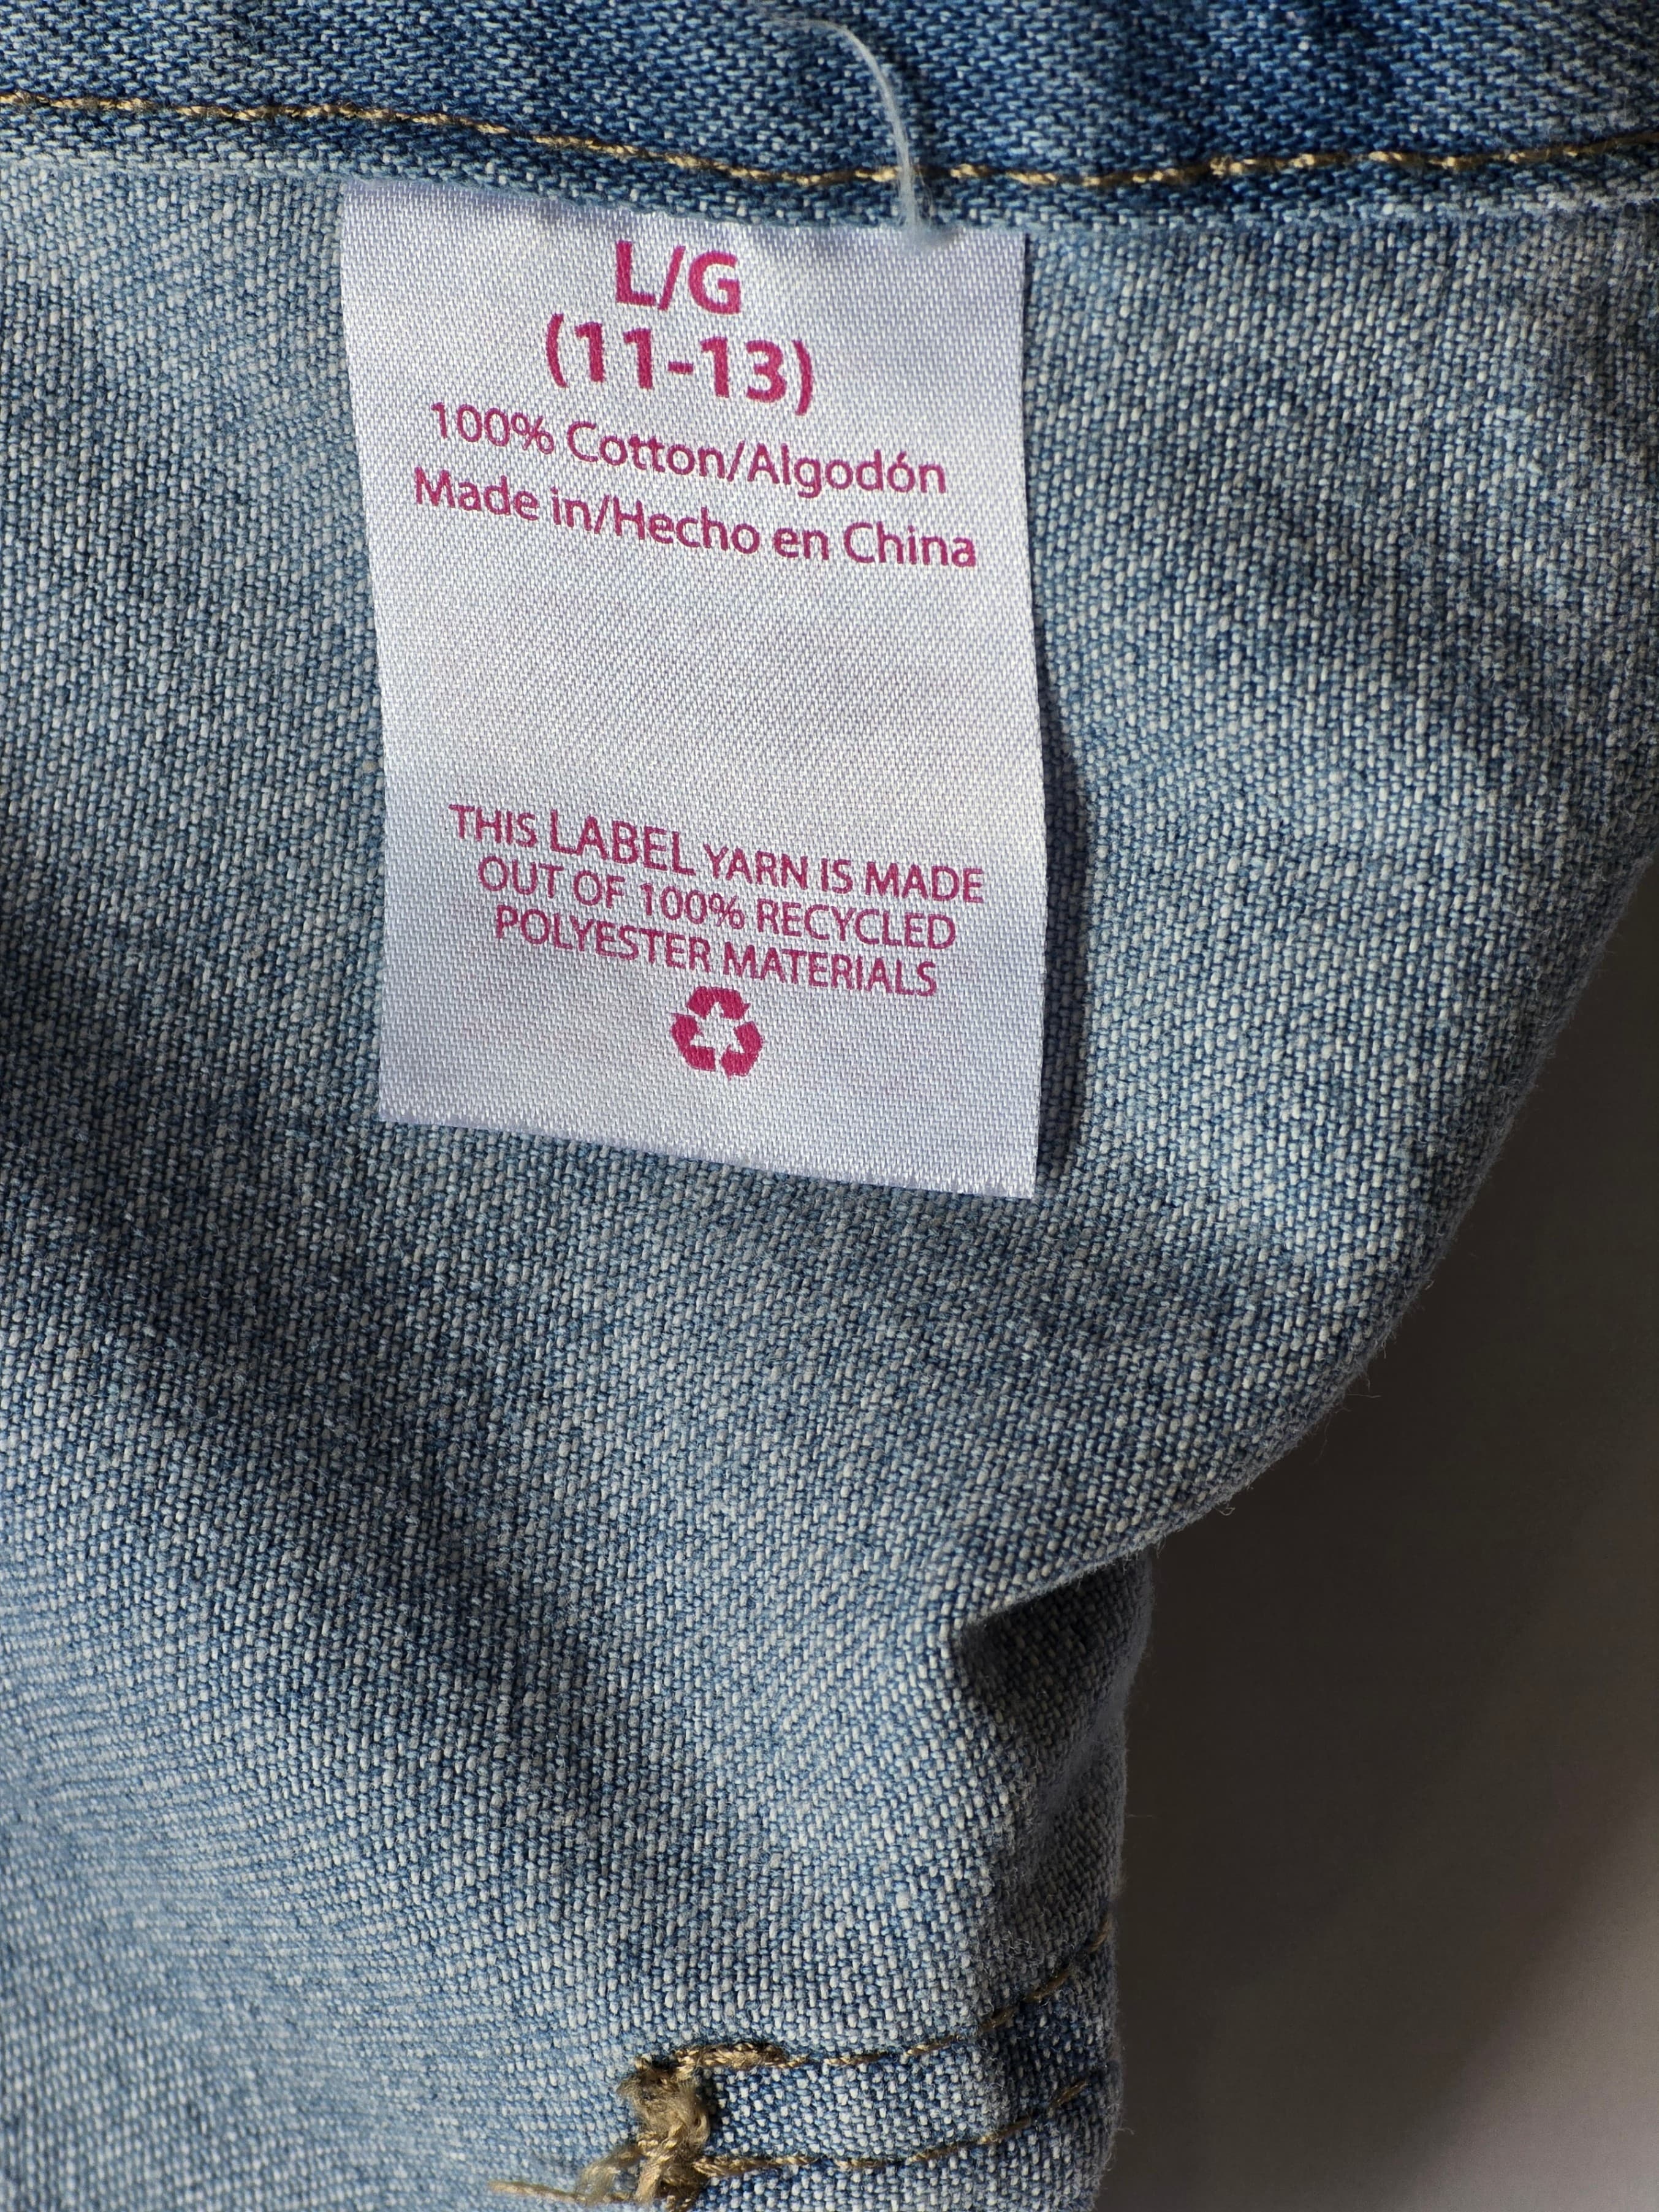 L/G
(11-13)
100% Cotton/Algodón
Made in/Hecho en China
THIS LABEL YARN IS MADE
OUT OF 100% RECYCLED
POLYESTER MATERIALS